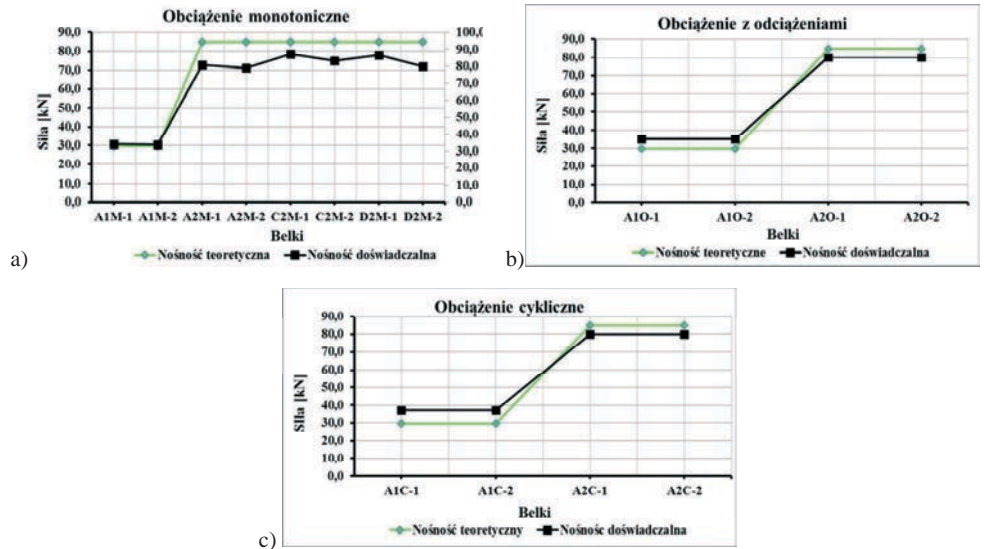 Obciążenie monotoniczne
90,0
80,0
70,0
60,0
50,0
40,0
30,0
20,0
10,0
0,0
100,0
90,0
80,0
70,0
60,0
50,0
40,0
30,0
20,0
10,0
0,0
Siła [kN]
A1M-1 A1M-2 A2M-1 A2M-2 C2M-1 C2M-2 D2M-1 D2M-2
Belki
Nośność teoretyczna Nośność doświadczalna
a)
Obciążenie z odciążeniami
90,0
80,0
70,0
60,0
50,0
40,0
30,0
20,0
10,0
0,0
Siła [kN]
A1O-1 A1O-2 A2O-1 A2O-2
Belki
Nośność teoretyczne Nośność doświadczalna
b)
Obciążenie cykliczne
90,0
80,0
70,0
60,0
50,0
40,0
30,0
20,0
10,0
0,0
SIła [kN]
A1C-1 A1C-2 A2C-1 A2C-2
Belki
Nośność teoretyczny Nośnośc doświadczalna
c)